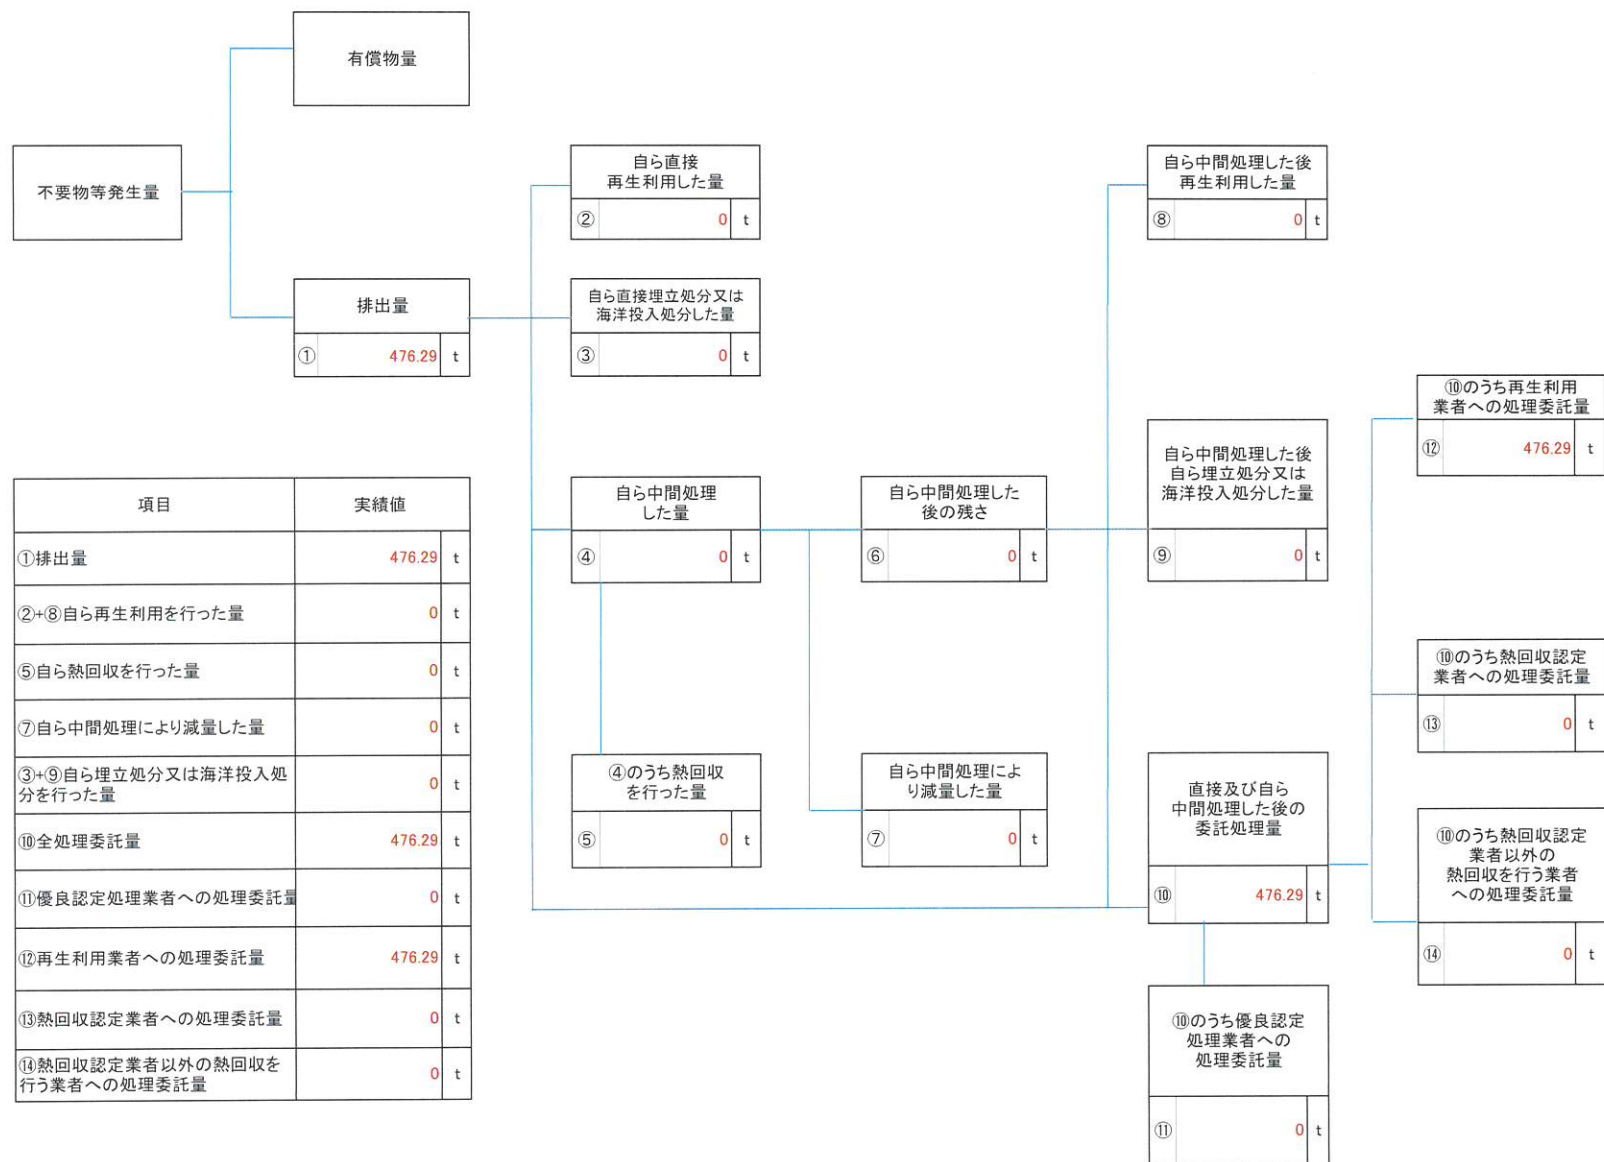 有償物量
不要物等発生量
排出量
① 476.29 t
自ら直接
再生利用した量
② 0 t
自ら直接埋立処分又は
海洋投入処分した量
③ 0 t
自ら中間処理
した量
④ 0 t
④のうち熱回収
を行った量
⑤ 0 t
自ら中間処理した
後の残さ
⑥ 0 t
自ら中間処理によ
り減量した量
⑦ 0 t
自ら中間処理した後
再生利用した量
⑧ 0 t
自ら中間処理した後
自ら埋立処分又は
海洋投入処分した量
⑨ 0 t
直接及び自ら
中間処理した後の
委託処理量
⑩ 476.29 t
⑩のうち優良認定
処理業者への
処理委託量
⑪ 0 t
⑩のうち再生利用
業者への処理委託量
⑫ 476.29 t
⑩のうち熱回収認定
業者への処理委託量
⑬ 0 t
⑩のうち熱回収認定
業者以外の
熱回収を行う業者
への処理委託量
⑭ 0 t
項目 実績値
①排出量 476.29 t
②+⑧自ら再生利用を行った量 0 t
⑤自ら熱回収を行った量 0 t
⑦自ら中間処理により減量した量 0 t
③+⑨自ら埋立処分又は海洋投入処
分を行った量 0 t
⑩全処理委託量 476.29 t
⑪優良認定処理業者への処理委託量 0 t
⑫再生利用業者への処理委託量 476.29 t
⑬熱回収認定業者への処理委託量 0 t
⑭熱回収認定業者以外の熱回収を
行う業者への処理委託量 0 t